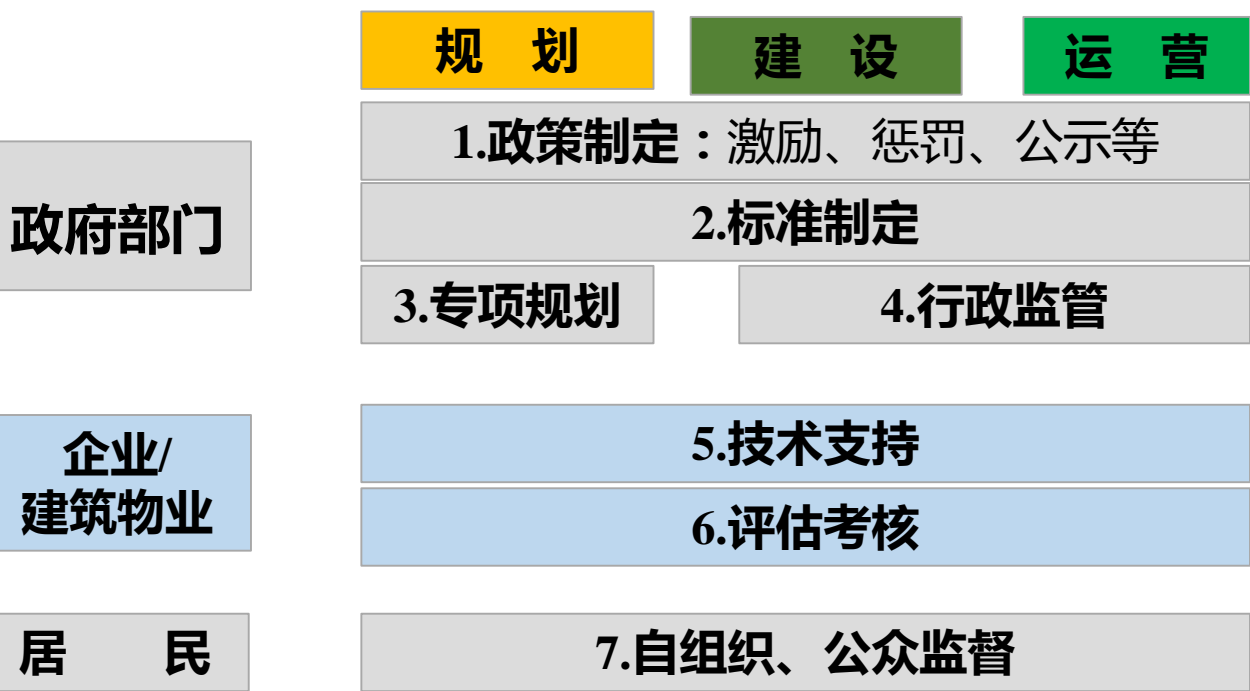 规 划
建 设
运 营
政府部门
1.政策制定：激励、惩罚、公示等
2.标准制定
3.专项规划
4.行政监管
企业/
建筑物业
5.技术支持
6.评估考核
居 民
7.自组织、公众监督